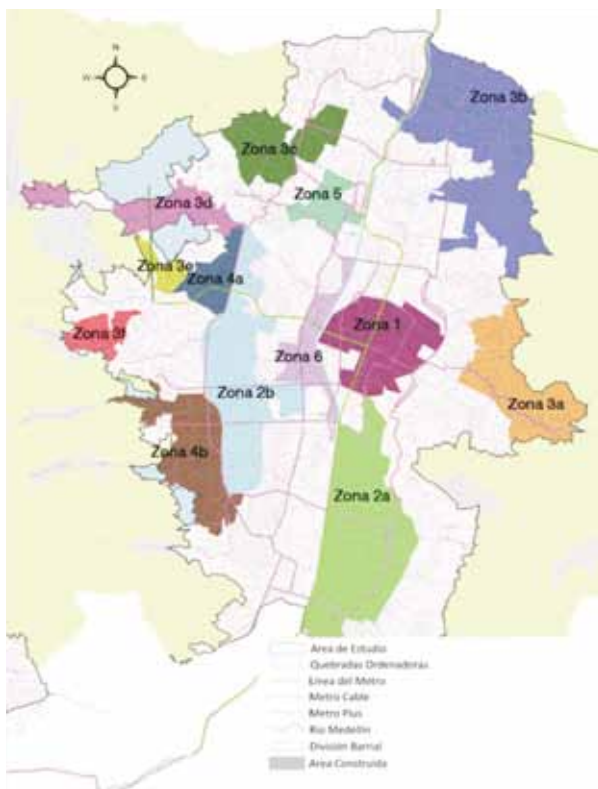 N
W
Zona 3b
Zona 3c
Zona 5
Zona 3d
Zona 3e
Zona 4a
Zona 1
Zona 3f
Zona 6
Zona 2b
Zona 3a
Zona 4b
Zona 2a
Area de Estudio
Quebradas Ordenadoras
Línea del Metro
Metro Cable
Metro Plus
Río Medellín
División Barrial
Area Construida